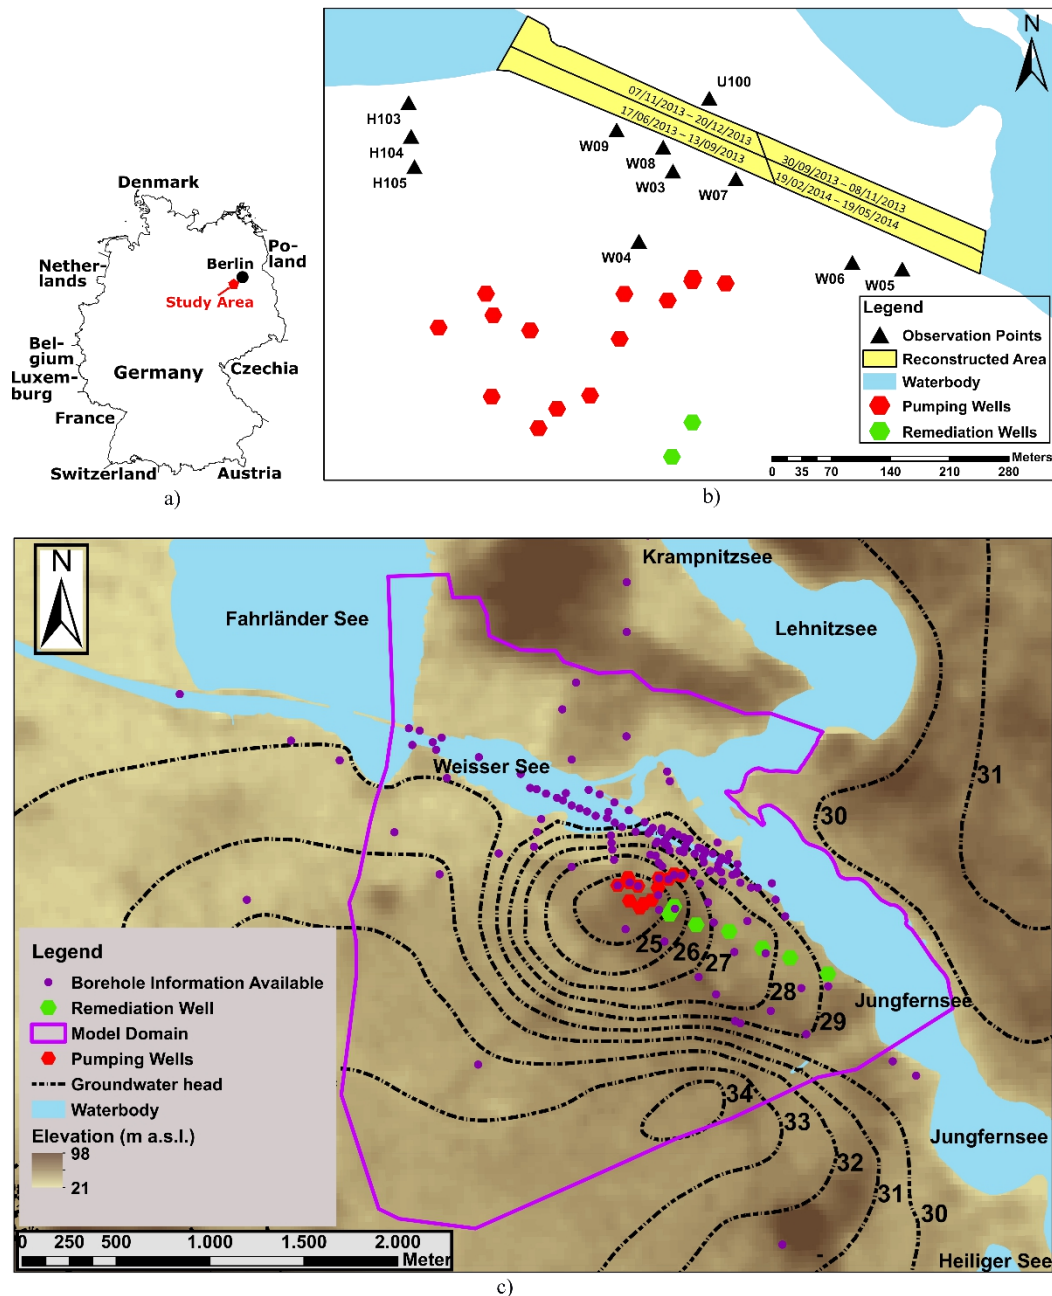 Denmark
Po-
land
Nether-
lands
Berlin
Study Area
Bel-
gium
Luxem-
burg
Germany
Czechia
France
Switzerland
Austria
a)
N
U100
H103
H104
H105
W09
W08
W03
W07
W04
W06
W05
07/11/2013 – 20/12/2013
17/06/2013 – 13/09/2013
30/09/2013 – 08/11/2013
19/02/2014 – 19/05/2014
Legend
Observation Points
Reconstructed Area
Waterbody
Pumping Wells
Remediation Wells
Meters
0 35 70 140 210 280
b)
N
Krampnitzsee
Fahrländer See
Lehnitzsee
Weisser See
31
30
25
26
27
28
29
Jungfernsee
34
33
32
31
30
Jungfernsee
Heiliger See
Legend
Borehole Information Available
Remediation Well
Model Domain
Pumping Wells
Groundwater head
Waterbody
Elevation (m a.s.l.)
98
21
0 250 500 1.000 1.500 2.000
Meter
c)